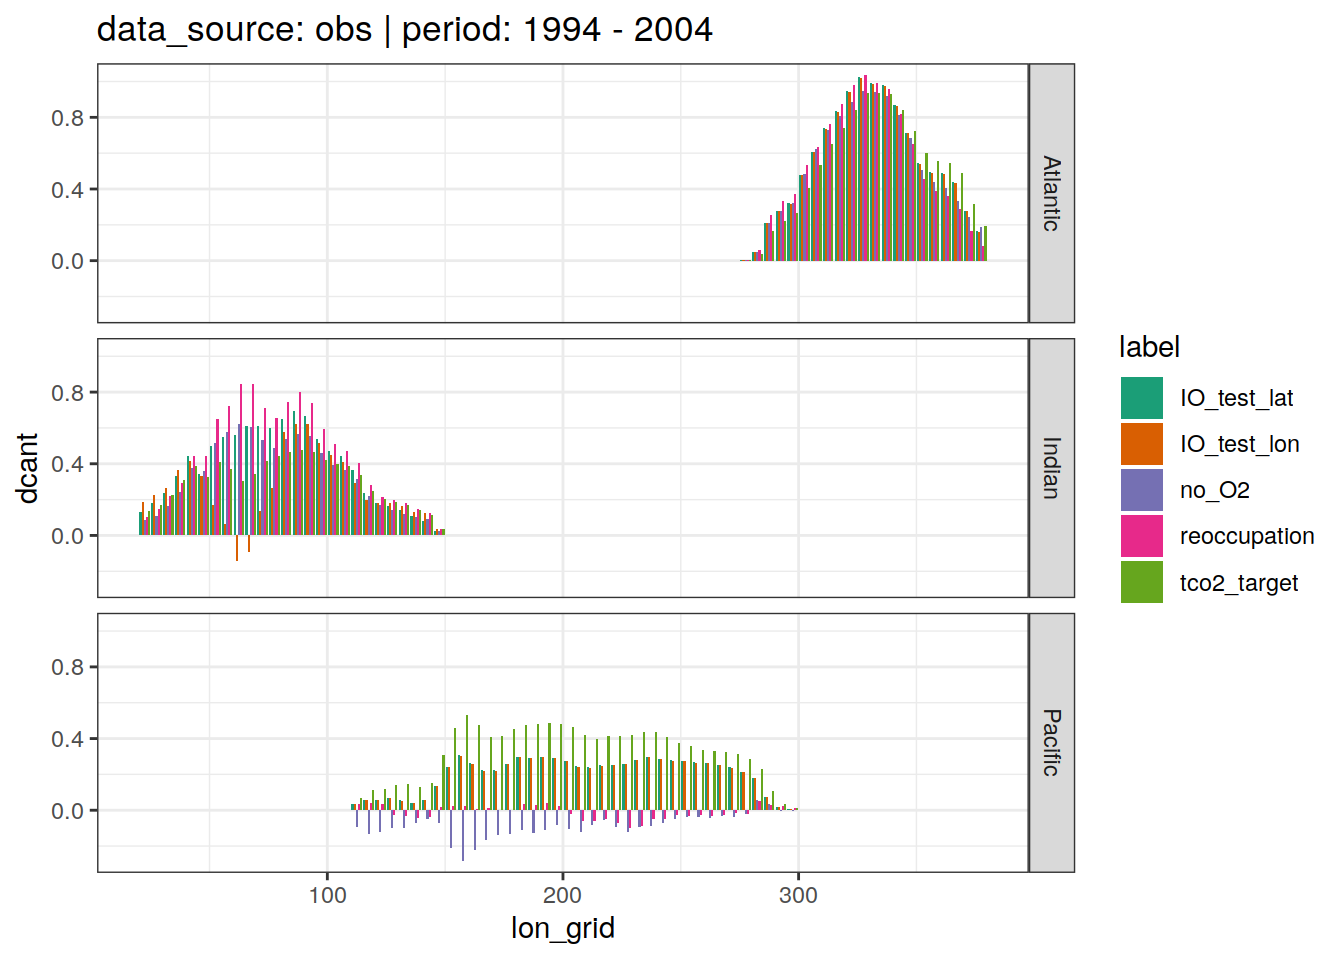 data_source: obs | period: 1994 - 2004
0.8
0.4
0.0
Atlantic
0.8
0.4
0.0
Indian
0.8
0.4
0.0
Pacific
dcant
100
200
300
lon_grid
label
IO_test_lat
IO_test_lon
no_O2
reoccupation
tco2_target